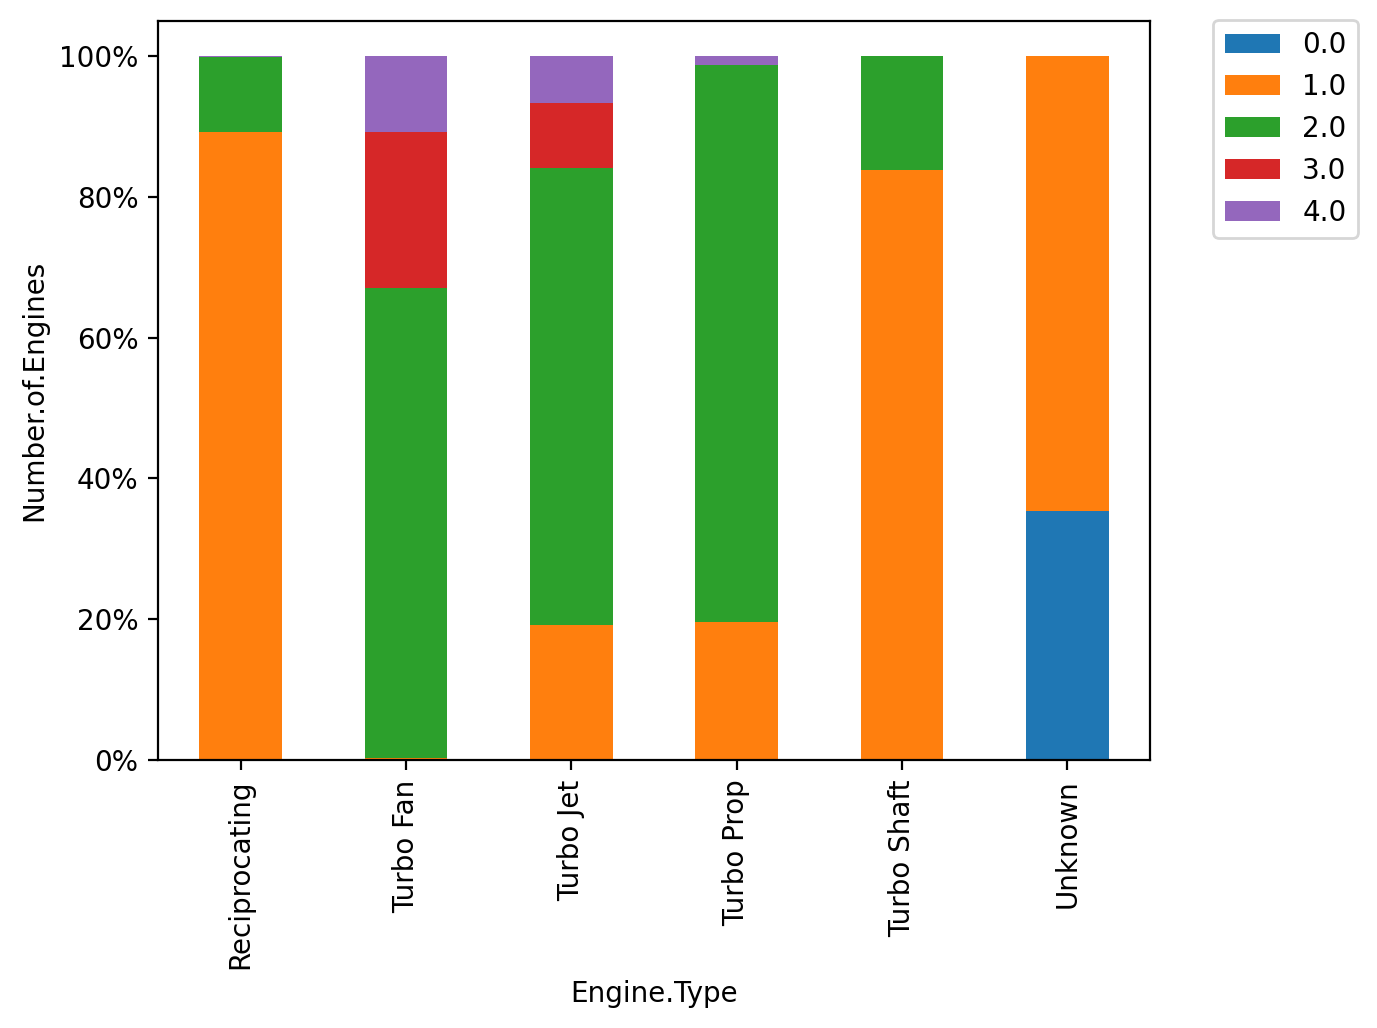 100%
80%
60%
40%
20%
0%
Number.of.Engines
Reciprocating
Turbo Fan
Turbo Jet
Turbo Prop
Turbo Shaft
Unknown
Engine.Type
0.0
1.0
2.0
3.0
4.0